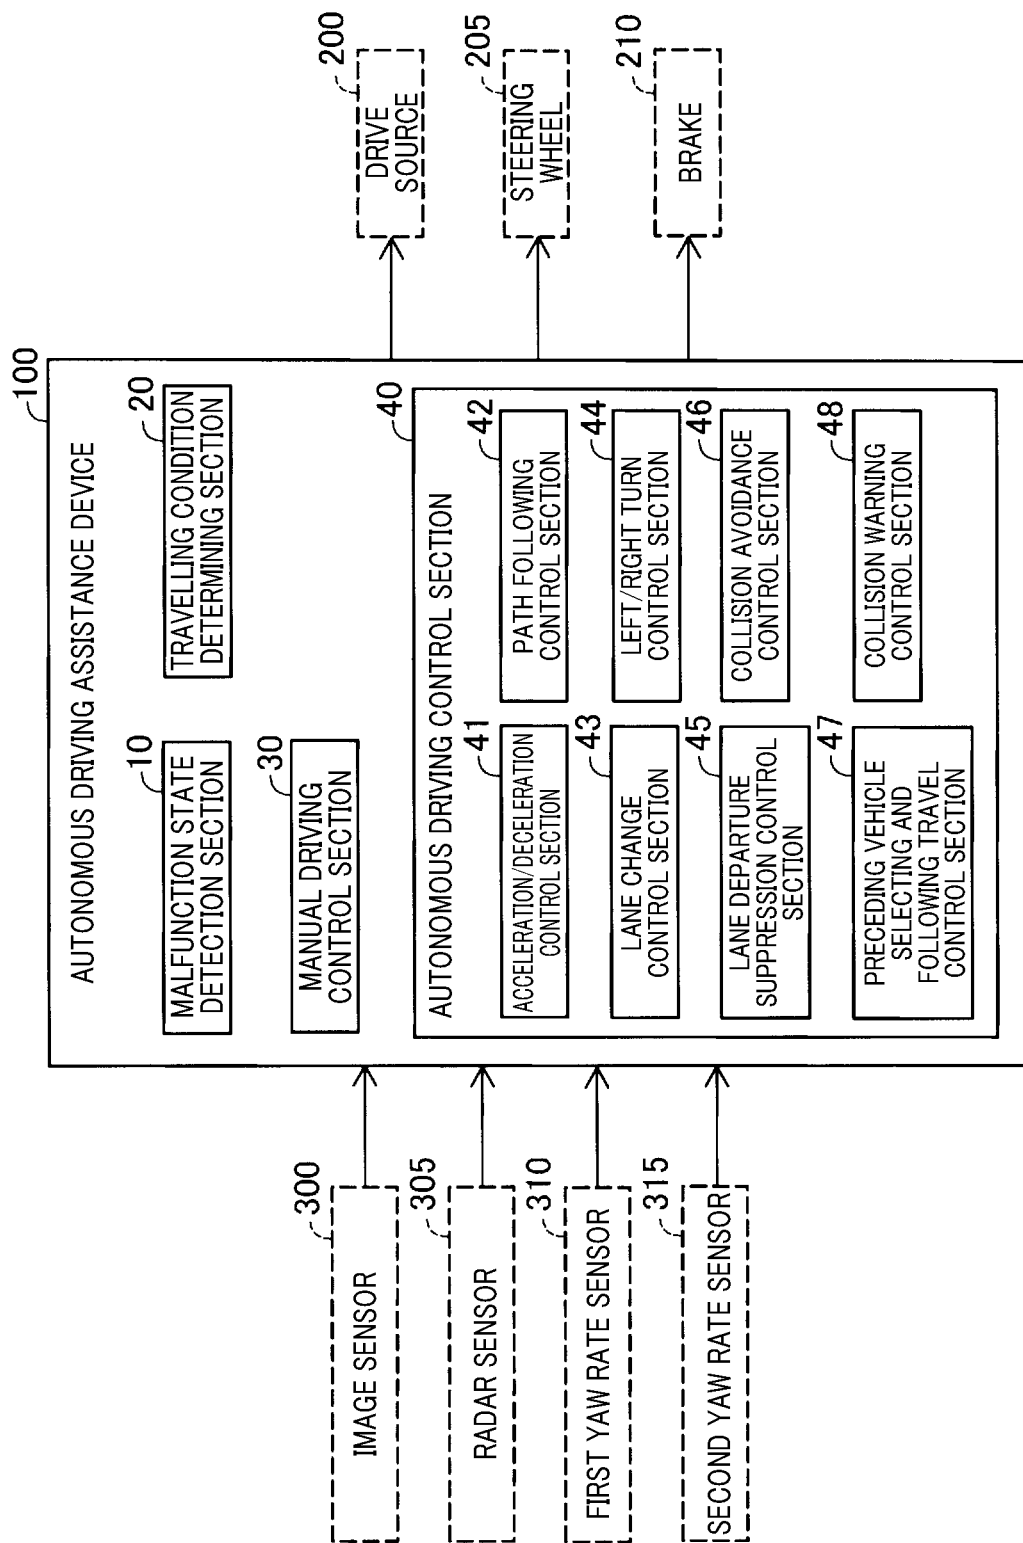 100
AUTONOMOUS DRIVING ASSISTANCE DEVICE
10
MALFUNCTION STATE
DETECTION SECTION
20
TRAVELLING CONDITION
DETERMINING SECTION
30
MANUAL DRIVING
CONTROL SECTION
40
AUTONOMOUS DRIVING CONTROL SECTION
41
ACCELERATION/DECELERATION
CONTROL SECTION
42
PATH FOLLOWING
CONTROL SECTION
43
LANE CHANGE
CONTROL SECTION
44
LEFT/RIGHT TURN
CONTROL SECTION
45
LANE DEPARTURE
SUPPRESSION CONTROL
SECTION
46
COLLISION AVOIDANCE
CONTROL SECTION
47
PRECEDING VEHICLE
SELECTING AND
FOLLOWING TRAVEL
CONTROL SECTION
48
COLLISION WARNING
CONTROL SECTION
300
IMAGE SENSOR
305
RADAR SENSOR
310
FIRST YAW RATE SENSOR
315
SECOND YAW RATE SENSOR
200
DRIVE
SOURCE
205
STEERING
WHEEL
210
BRAKE